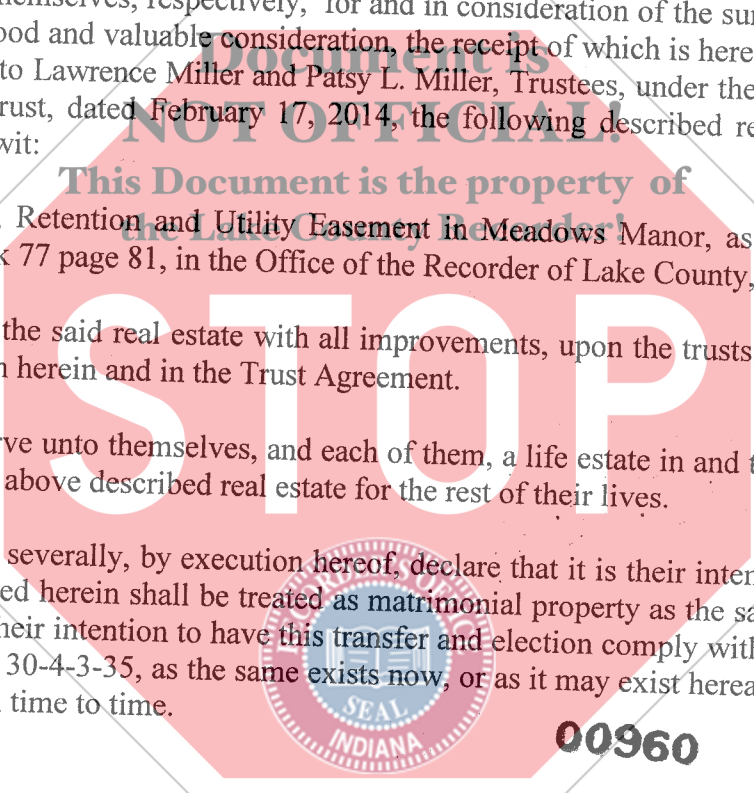 hemselves, respectively, for and in consideration of the sur
ood and valuable consideration, the receipt of which is here
to Lawrence Miller and Patsy L. Miller, Trustees, under the
rust, dated February 17, 2014, the following described re
wit:
Document is
NOT OFFICIAL!
This Document is the property of
the Lake County Recorder!
, Retention and Utility Easement in Meadows Manor, as
k 77 page 81, in the Office of the Recorder of Lake County,
STOP
the said real estate with all improvements, upon the trusts
n herein and in the Trust Agreement.
rve unto themselves, and each of them, a life estate in and t
above described real estate for the rest of their lives.
severally, by execution hereof, declare that it is their inten
ed herein shall be treated as matrimonial property as the sa
heir intention to have this transfer and election comply with
30-4-3-35, as the same exists now, or as it may exist herea
time to time.
SEAL
INDIANA
00960